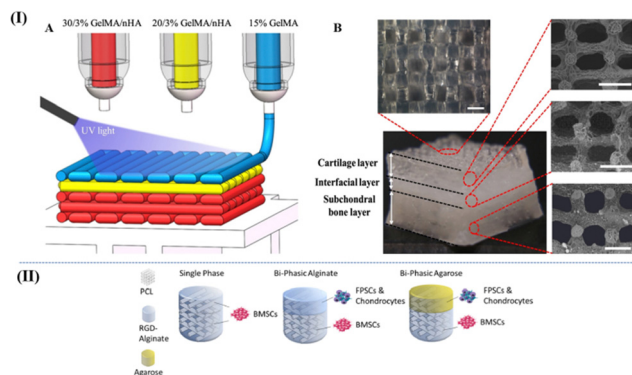 (I)
A
30/3% GelMA/nHA
20/3% GelMA/nHA
15% GelMA
UV light
B
Cartilage layer
Interfacial layer
Subchondral
bone layer
(II)
PCL
RGD-
Alginate
Agarose
Single Phase
BMSCs
Bi-Phasic Alginate
FPSCs &
Chondrocytes
BMSCs
Bi-Phasic Agarose
FPSCs &
Chondrocytes
BMSCs